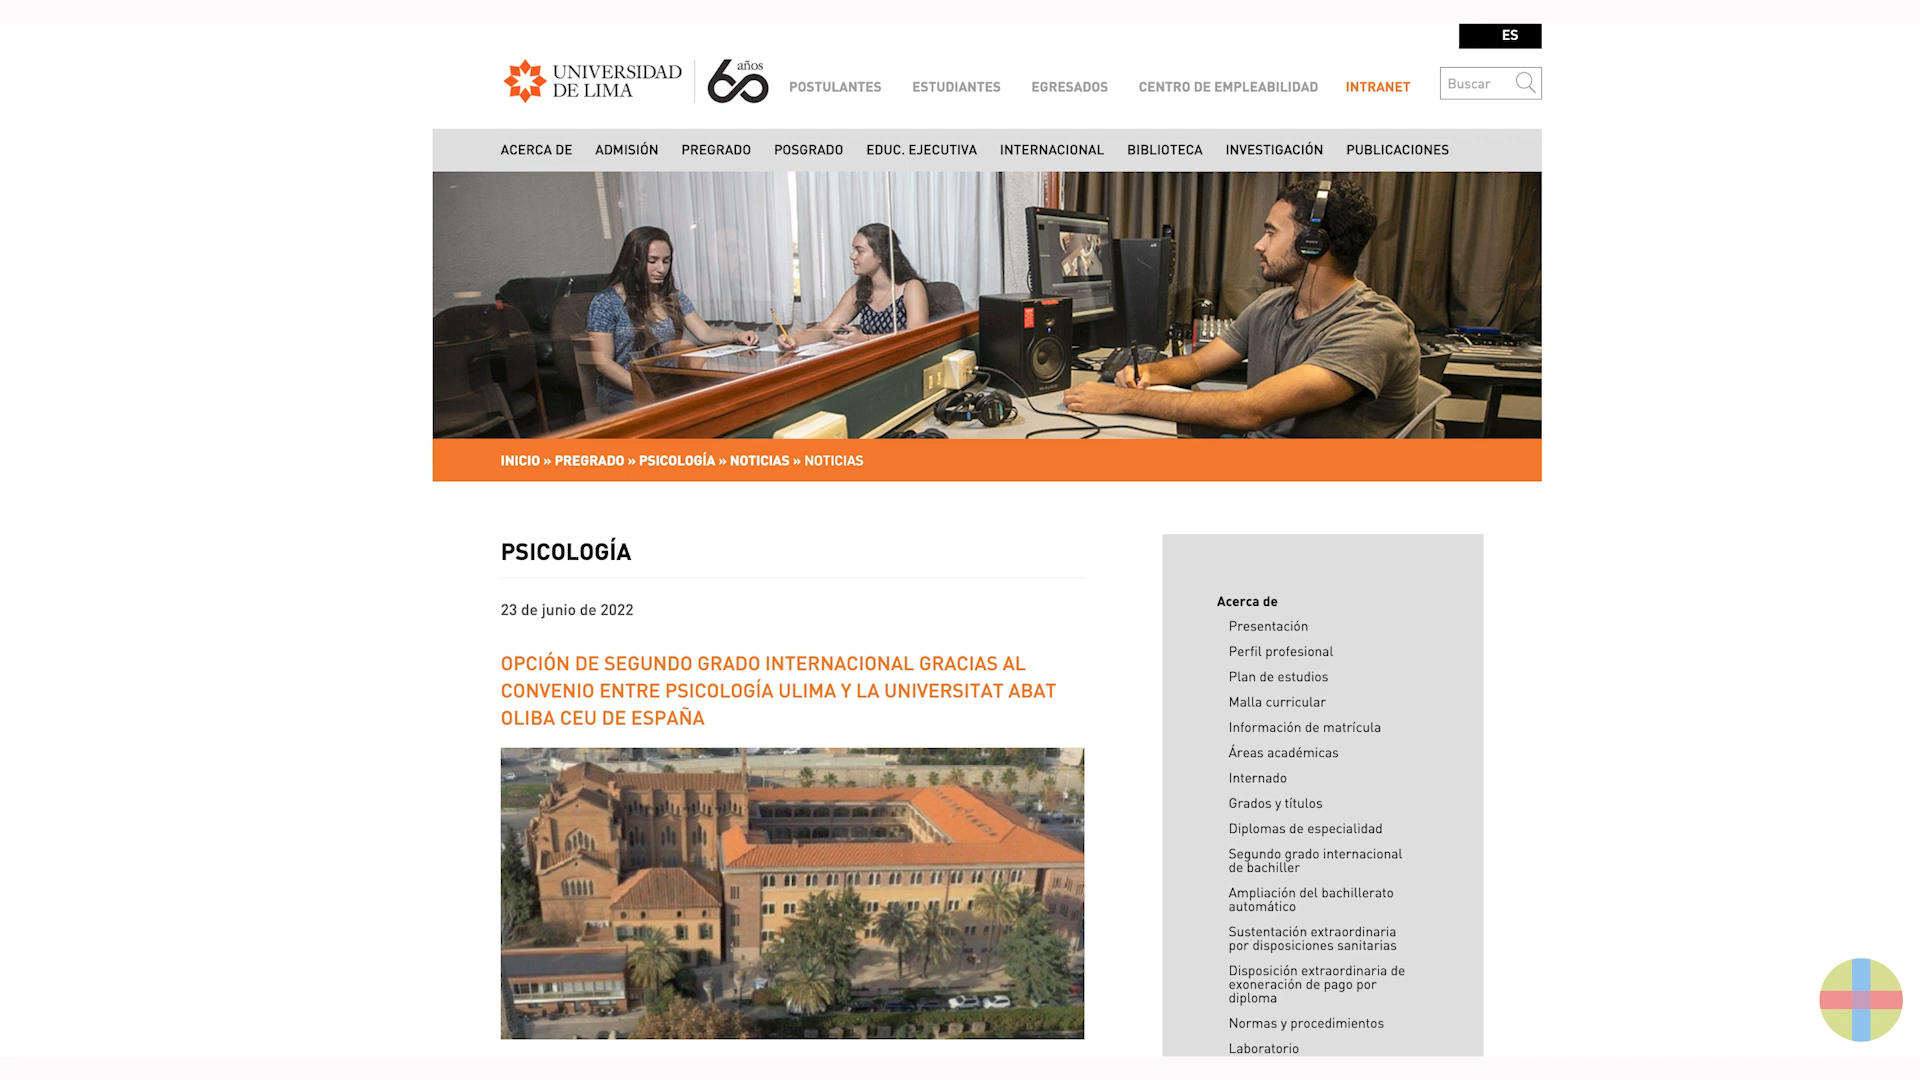 ES
UNIVERSIDAD
DE LIMA
60 años
POSTULANTES ESTUDIANTES EGRESADOS CENTRO DE EMPLEABILIDAD INTRANET Buscar
ACERCA DE ADMISIÓN PREGRADO POSGRADO EDUC. EJECUTIVA INTERNACIONAL BIBLIOTECA INVESTIGACIÓN PUBLICACIONES
INICIO » PREGRADO » PSICOLOGÍA » NOTICIAS » NOTICIAS
PSICOLOGÍA
23 de junio de 2022
OPCIÓN DE SEGUNDO GRADO INTERNACIONAL GRACIAS AL
CONVENIO ENTRE PSICOLOGÍA ULIMA Y LA UNIVERSITAT ABAT
OLIBA CEU DE ESPAÑA
Acerca de
Presentación
Perfil profesional
Plan de estudios
Malla curricular
Información de matrícula
Áreas académicas
Internado
Grados y títulos
Diplomas de especialidad
Segundo grado internacional
de bachiller
Ampliación del bachillerato
automático
Sustentación extraordinaria
por disposiciones sanitarias
Disposición extraordinaria de
exoneración de pago por
diploma
Normas y procedimientos
Laboratorio